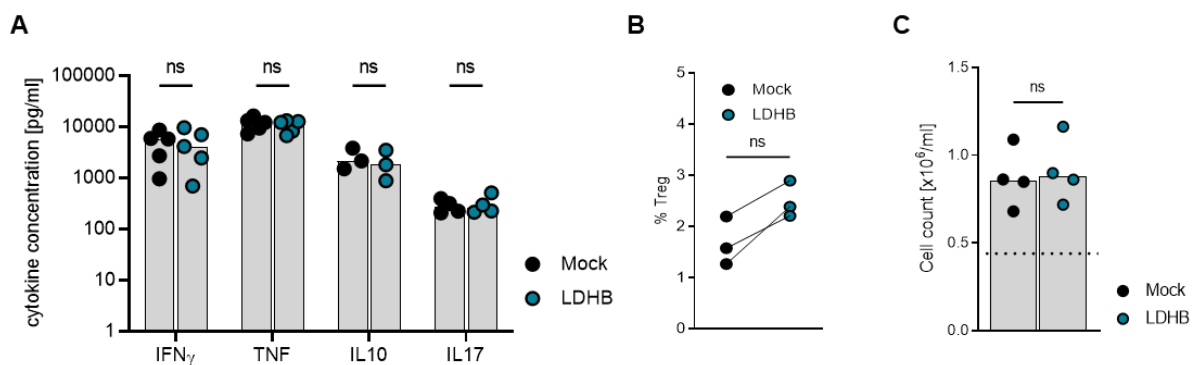 A
cytokine concentration [pg/ml]
100000
10000
1000
100
10
1
ns
ns
ns
ns
IFNγ
TNF
IL10
IL17
Mock
LDHB
B
% Treg
5
4
3
2
1
0
Mock
LDHB
ns
C
Cell count [x10⁶/ml]
1.5
1.0
0.5
0.0
ns
Mock
LDHB